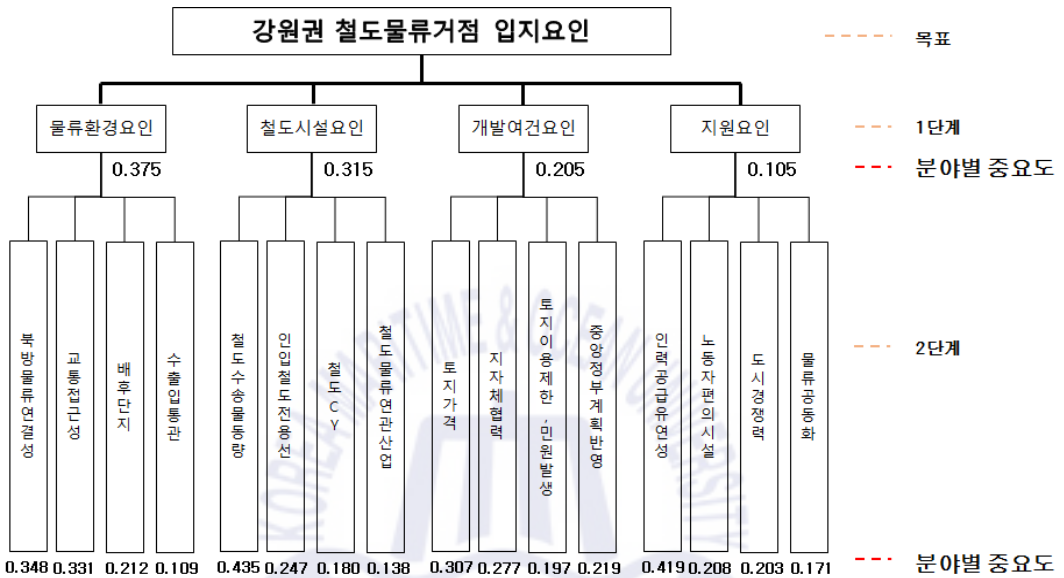 강원권 철도물류거점 입지요인
목표
물류환경요인
철도시설요인
개발여건요인
지원요인
1단계
0.375
0.315
0.205
0.105
분야별 중요도
북방물류연결성
교통접근성
배후단지
수출입통관
철도수송물동량
인입철도전용선
철도CY
철도물류연관산업
토지가격
지자체협력
토지이용제한,민원발생
중앙정부계획반영
인력공급유연성
노동자편의시설
도시경쟁력
물류공동화
2단계
0.348 0.331 0.212 0.109 0.435 0.247 0.180 0.138 0.307 0.277 0.197 0.219 0.419 0.208 0.203 0.171
분야별 중요도
KOREA MARITIME & OCEAN UNIVERSITY